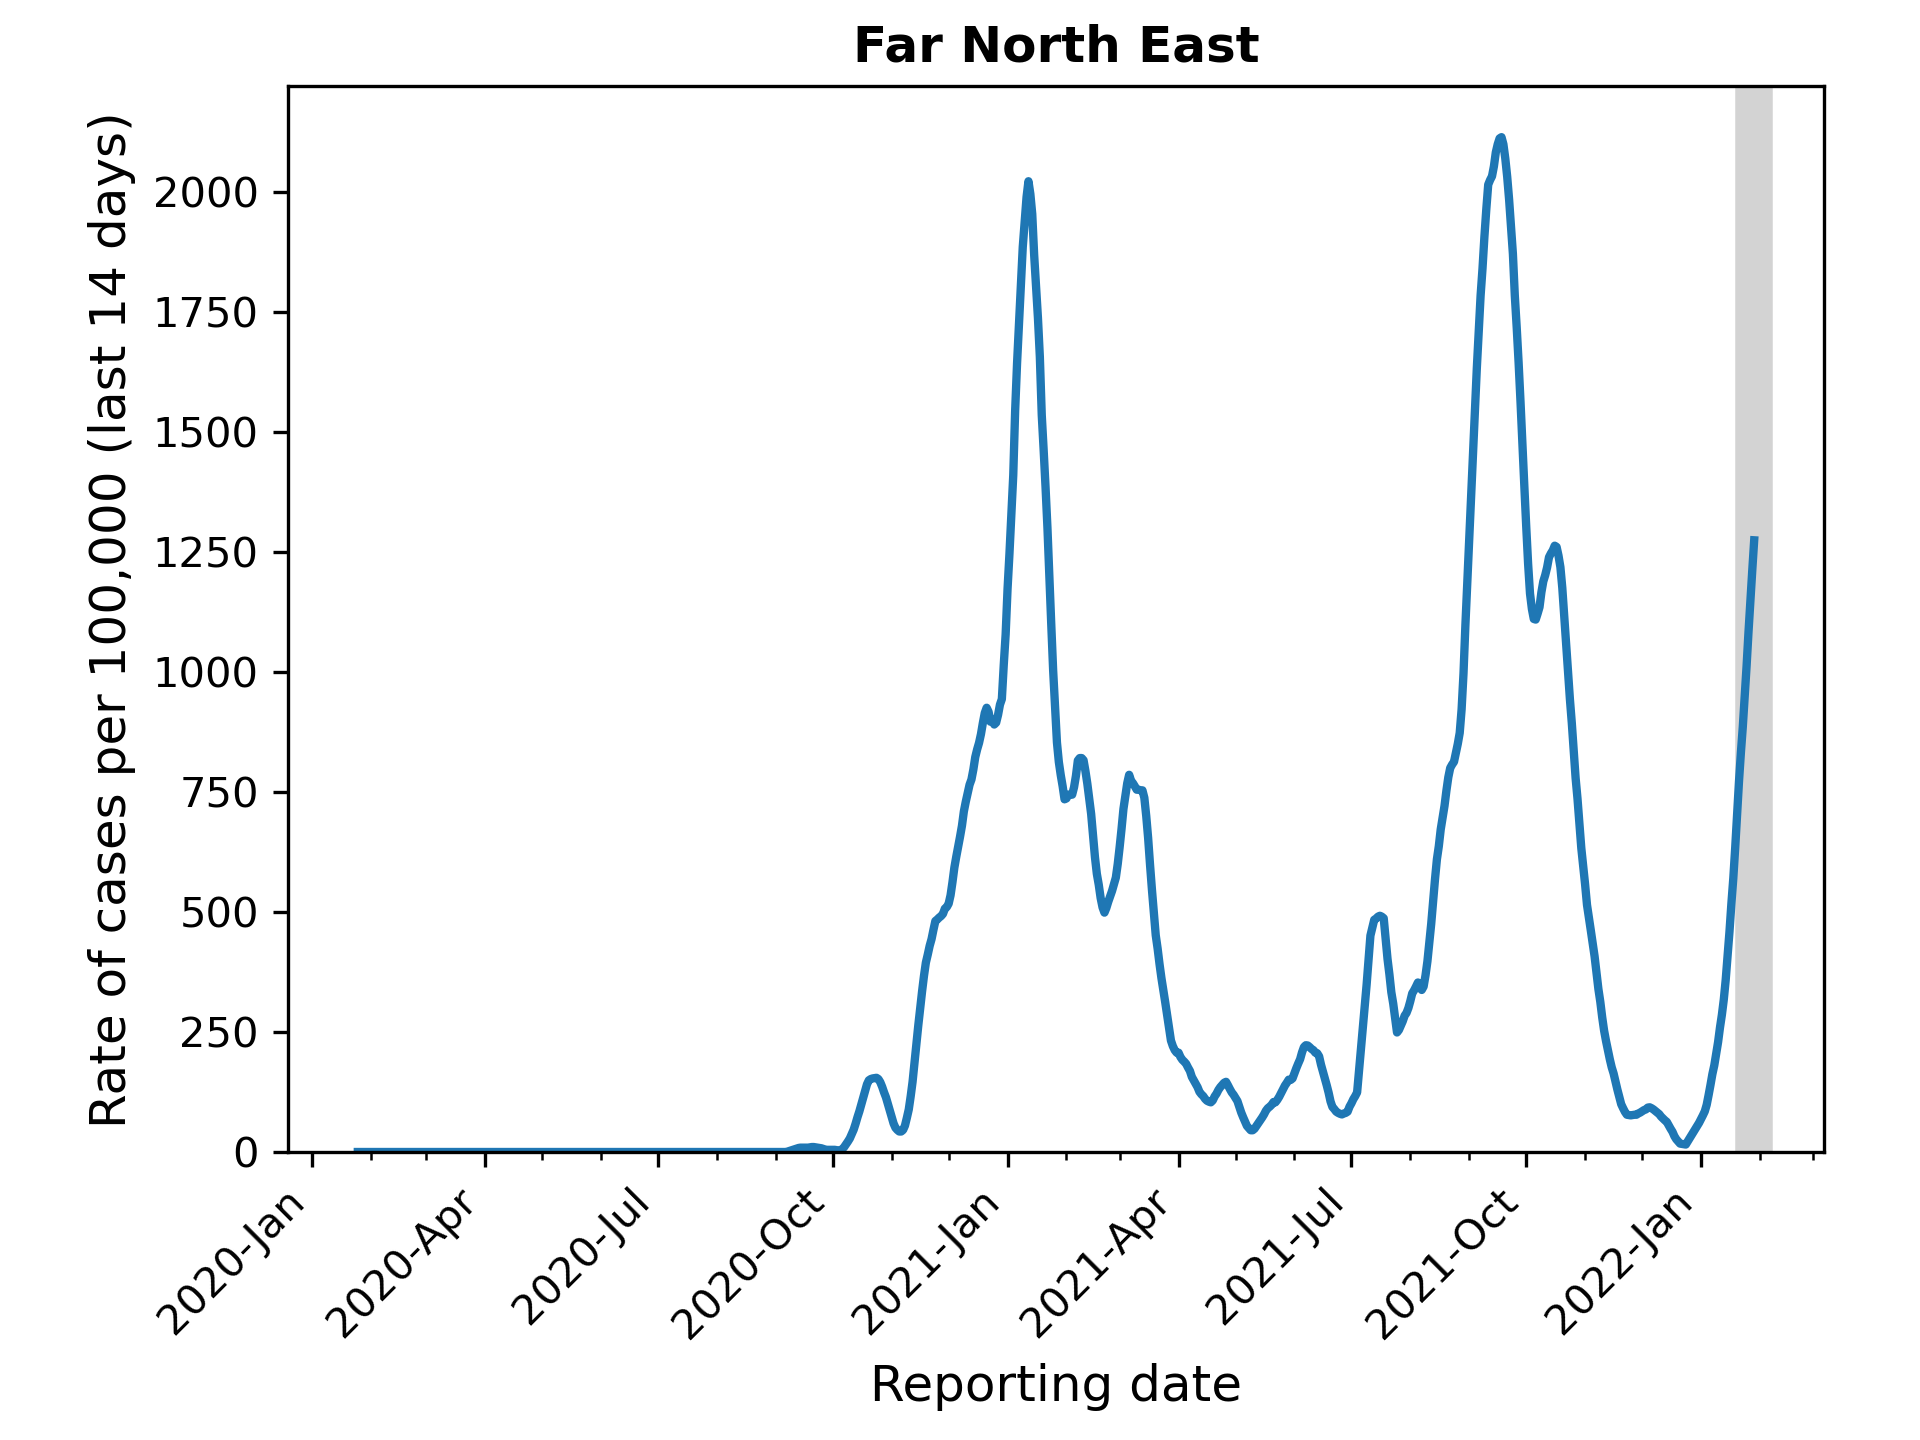 Far North East
Rate of cases per 100,000 (last 14 days)
2000
1750
1500
1250
1000
750
500
250
0
2020-Jan
2020-Apr
2020-Jul
2020-Oct
2021-Jan
2021-Apr
2021-Jul
2021-Oct
2022-Jan
Reporting date